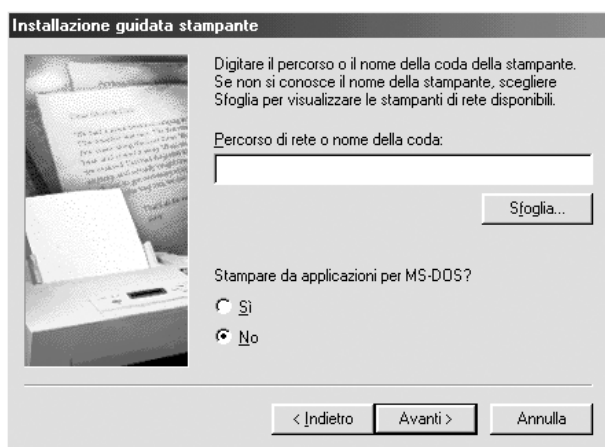 Installazione guidata stampante
Digitare il percorso o il nome della coda della stampante.
Se non si conosce il nome della stampante, scegliere
Sfoglia per visualizzare le stampanti di rete disponibili.
Percorso di rete o nome della coda:
Sfoglia...
Stampare da applicazioni per MS-DOS?
Sì
No
< Indietro
Avanti >
Annulla